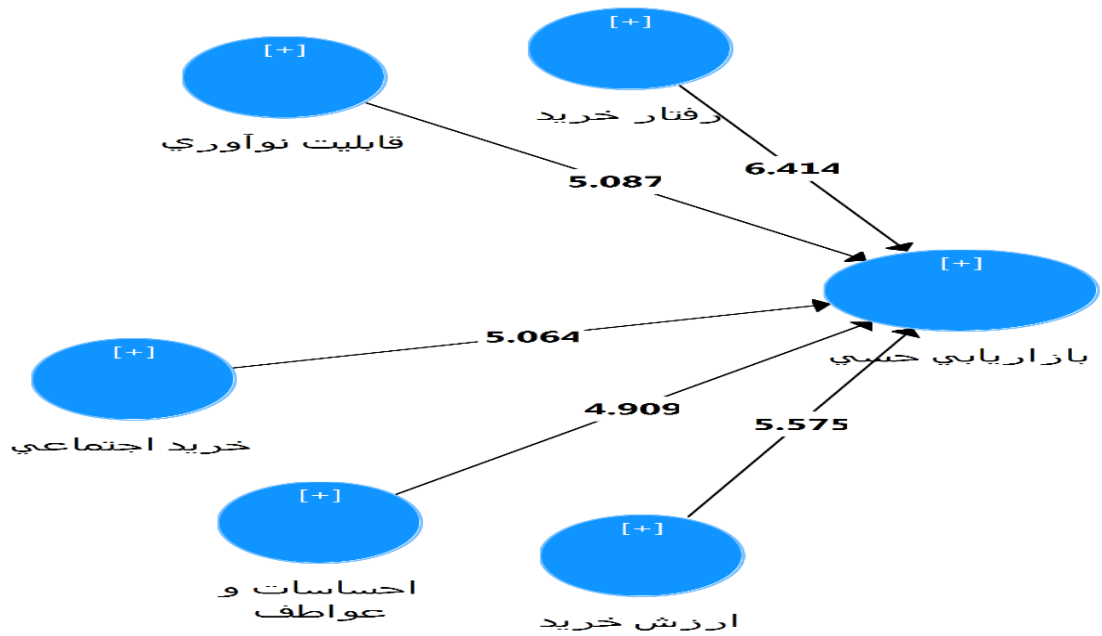 [+]
رفتار خريد
[+]
قابليت نوآوري
6.414
5.087
[+]
بازاريابي حسي
5.064
[+]
خريد اجتماعي
4.909
5.575
[+]
احساسات و
عواطف
[+]
ارزش خريد